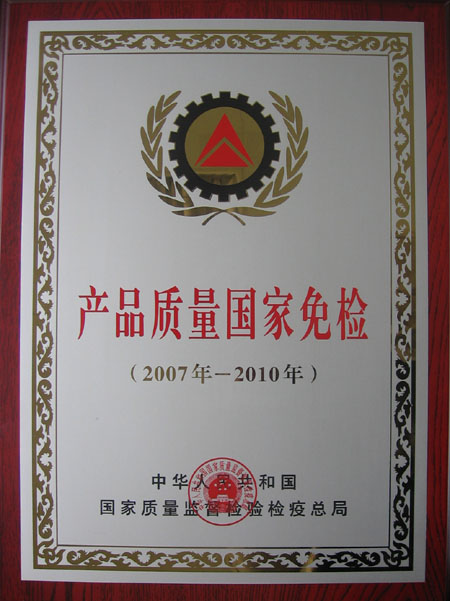 产品质量国家免检
（2007年－2010年）
中华人民共和国
国家质量监督检验检疫总局